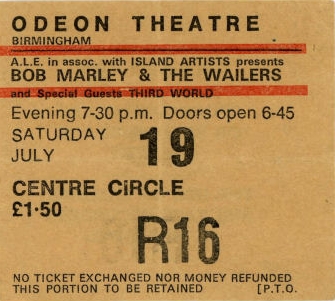 ODEON THEATRE
BIRMINGHAM
A.L.E. in assoc. with ISLAND ARTISTS presents
BOB MARLEY & THE WAILERS
and Special Guests THIRD WORLD
Evening 7-30 p.m. Doors open 6-45
SATURDAY
JULY 19
CENTRE CIRCLE
£1·50
R16
NO TICKET EXCHANGED NOR MONEY REFUNDED
THIS PORTION TO BE RETAINED [P.T.O.